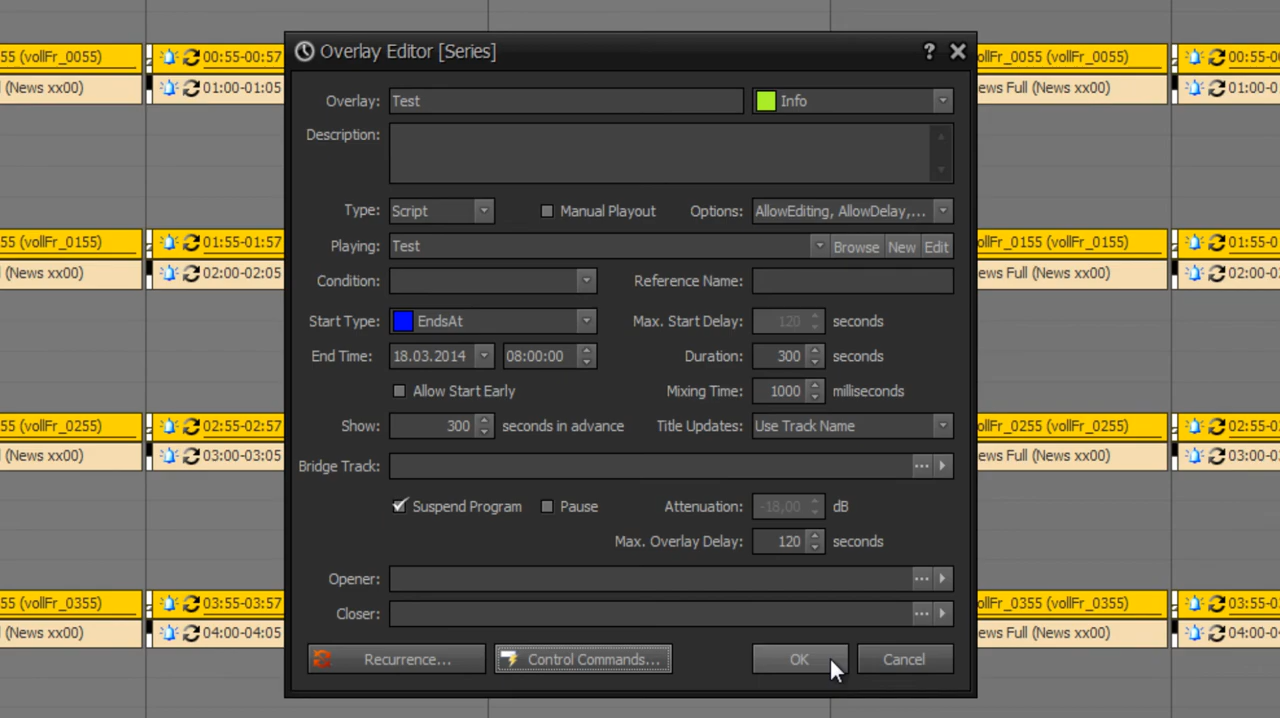 Overlay Editor [Series]
?
Overlay: Test Info
Description:
Type: Script Manual Playout Options: AllowEditing, AllowDelay,...
Playing: Test Browse New Edit
Condition: Reference Name:
Start Type: EndsAt Max. Start Delay: 120 seconds
End Time: 18.03.2014 08:00:00 Duration: 300 seconds
Allow Start Early Mixing Time: 1000 milliseconds
Show: 300 seconds in advance Title Updates: Use Track Name
Bridge Track: ...
Suspend Program Pause Attenuation: -18,00 dB
Max. Overlay Delay: 120 seconds
Opener: ...
Closer: ...
Recurrence... Control Commands... OK Cancel
55 (vollFr_0055) 00:55-00:57
l (News xx00) 01:00-01:05
55 (vollFr_0155) 01:55-01:57
l (News xx00) 02:00-02:05
55 (vollFr_0255) 02:55-02:57
l (News xx00) 03:00-03:05
55 (vollFr_0355) 03:55-03:57
l (News xx00) 04:00-04:05
ollFr_0055 (vollFr_0055) 00:55-0
ews Full (News xx00) 01:00-0
ollFr_0155 (vollFr_0155) 01:55-0
ews Full (News xx00) 02:00-0
ollFr_0255 (vollFr_0255) 02:55-0
ews Full (News xx00) 03:00-0
ollFr_0355 (vollFr_0355) 03:55-0
ews Full (News xx00) 04:00-0